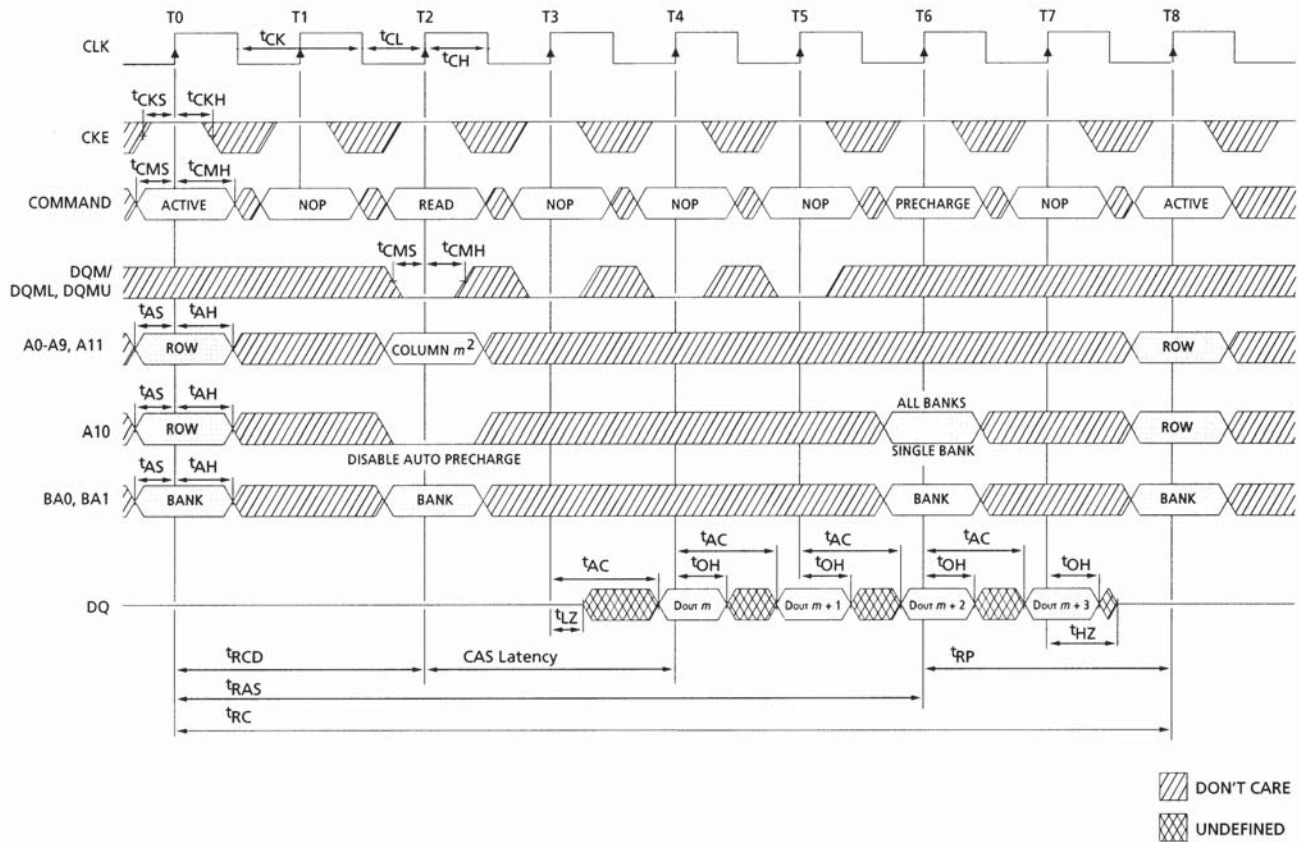 T0 T1 T2 T3 T4 T5 T6 T7 T8
CLK
tCK tCL
tCH
tCKS tCKH
CKE
tCMS tCMH
COMMAND ACTIVE NOP READ NOP NOP NOP PRECHARGE NOP ACTIVE
tCMS tCMH
DQM/
DQML, DQMU
tAS tAH
A0-A9, A11 ROW COLUMN m2 ROW
tAS tAH
ALL BANKS
A10 ROW ROW
DISABLE AUTO PRECHARGE SINGLE BANK
tAS tAH
BA0, BA1 BANK BANK BANK BANK
tAC tAC tAC tAC
tOH tOH tOH tOH
DQ DOUT m DOUT m + 1 DOUT m + 2 DOUT m + 3
tLZ tHZ
tRCD CAS Latency tRP
tRAS
tRC
DON'T CARE
UNDEFINED